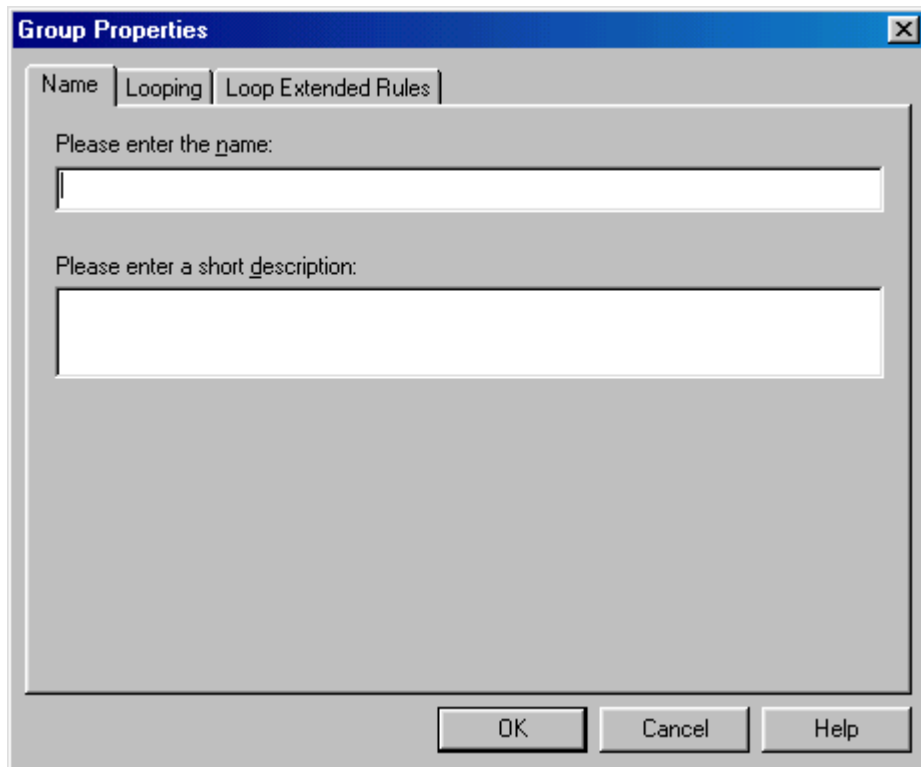 Group Properties
Name Looping Loop Extended Rules
Please enter the name:
Please enter a short description:
OK Cancel Help